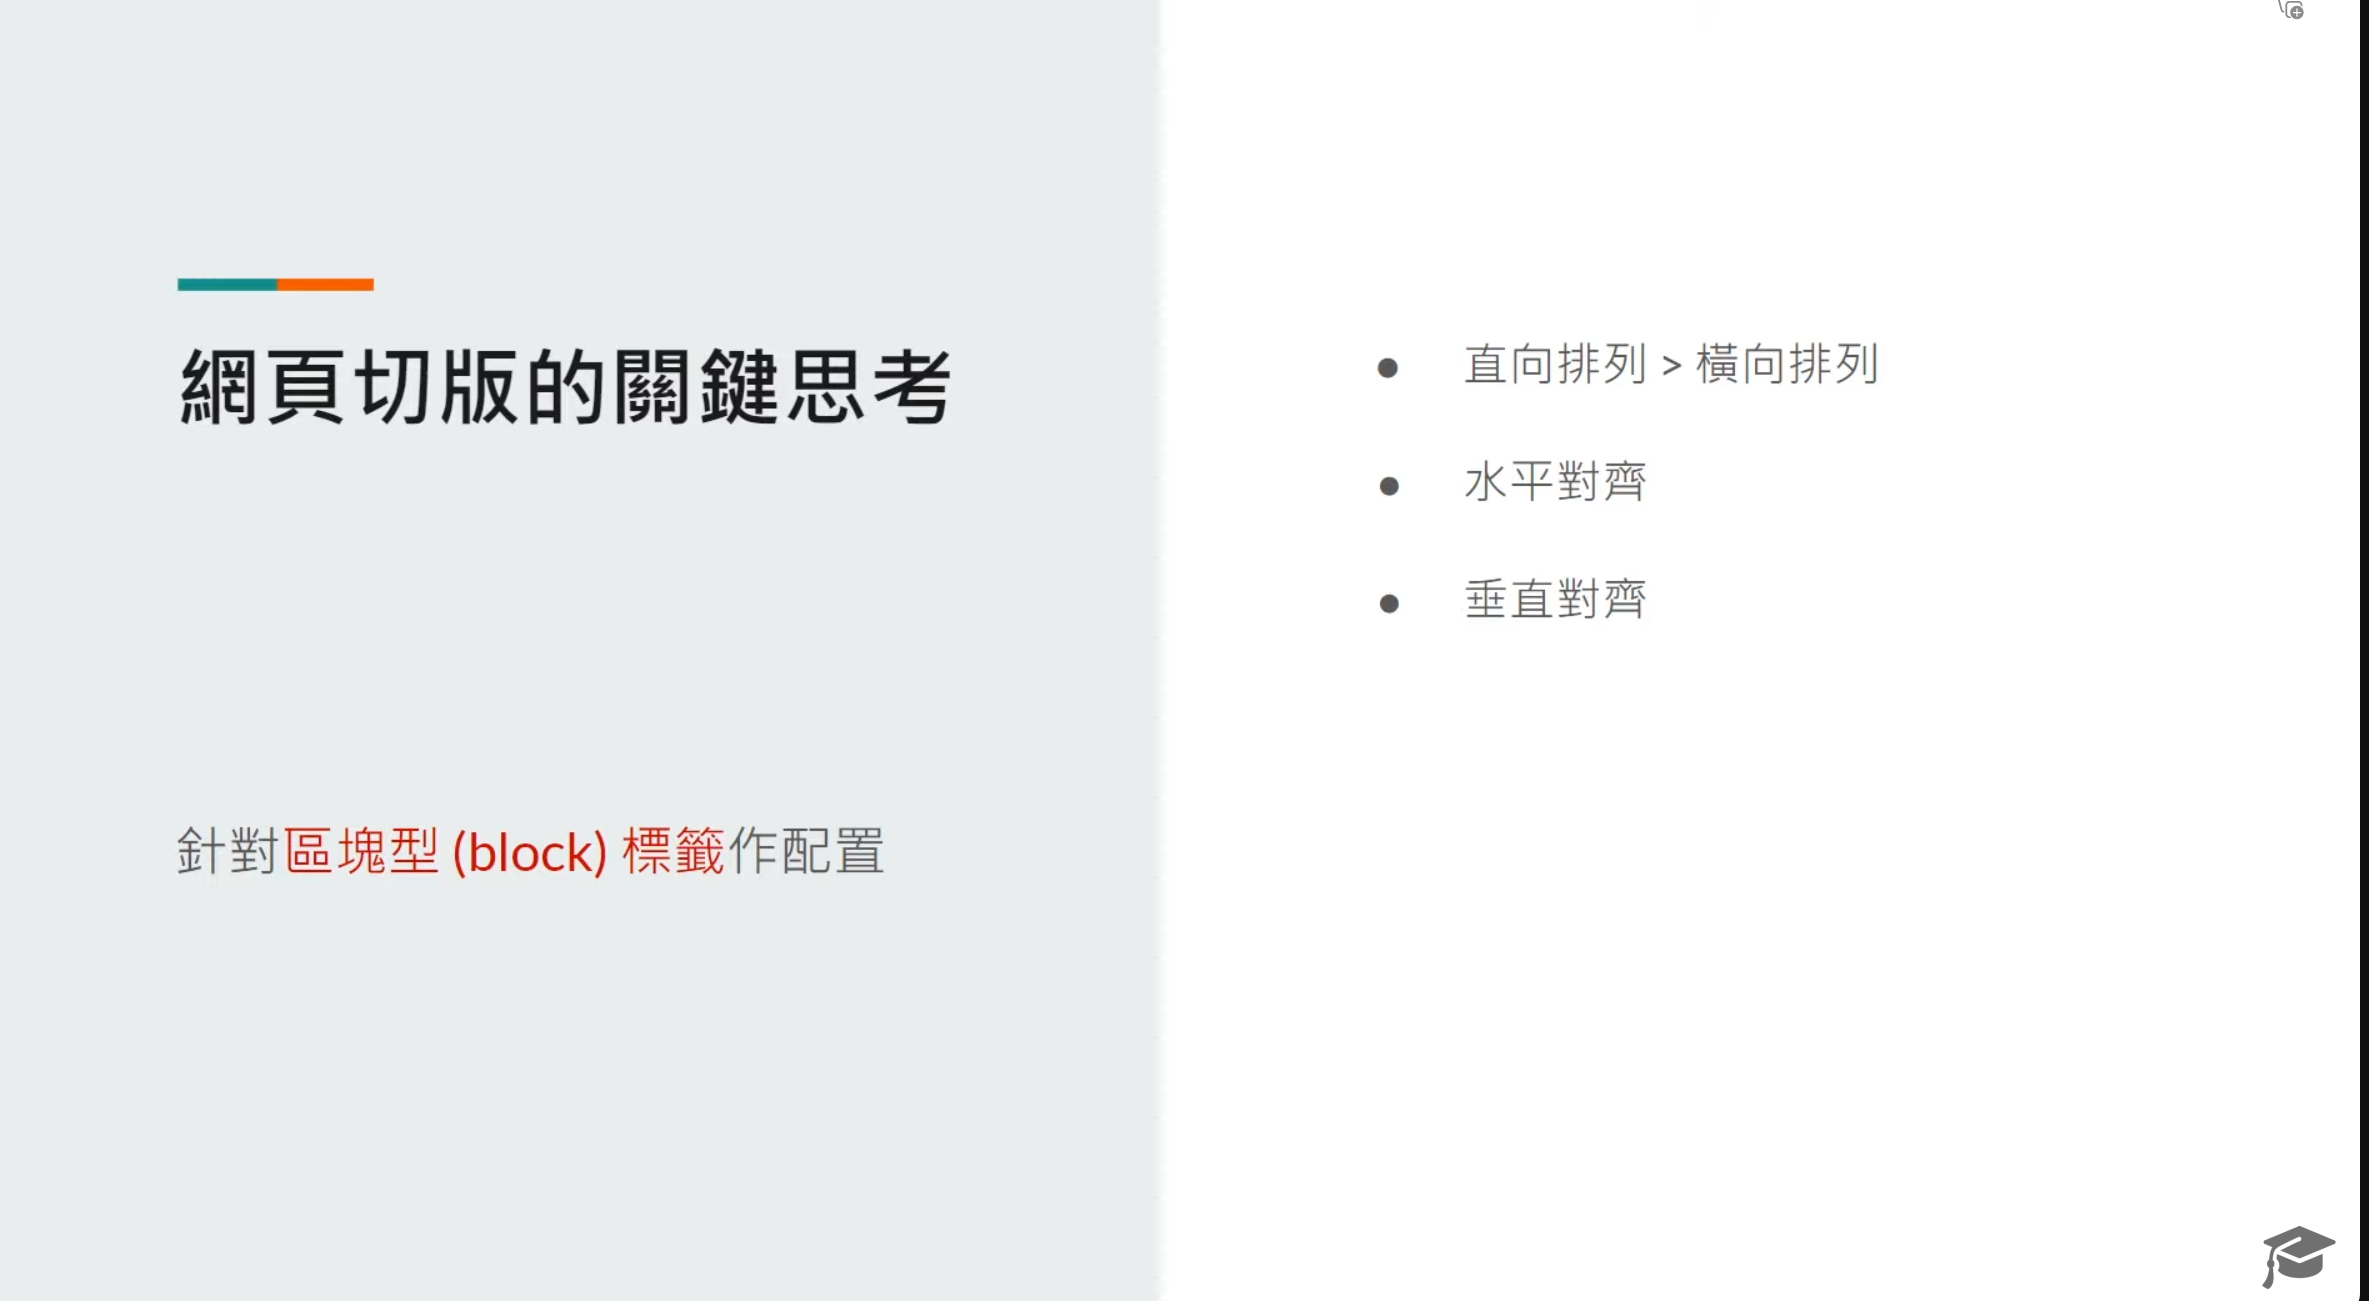 網頁切版的關鍵思考
針對區塊型 (block) 標籤作配置
● 直向排列 > 橫向排列
● 水平對齊
● 垂直對齊